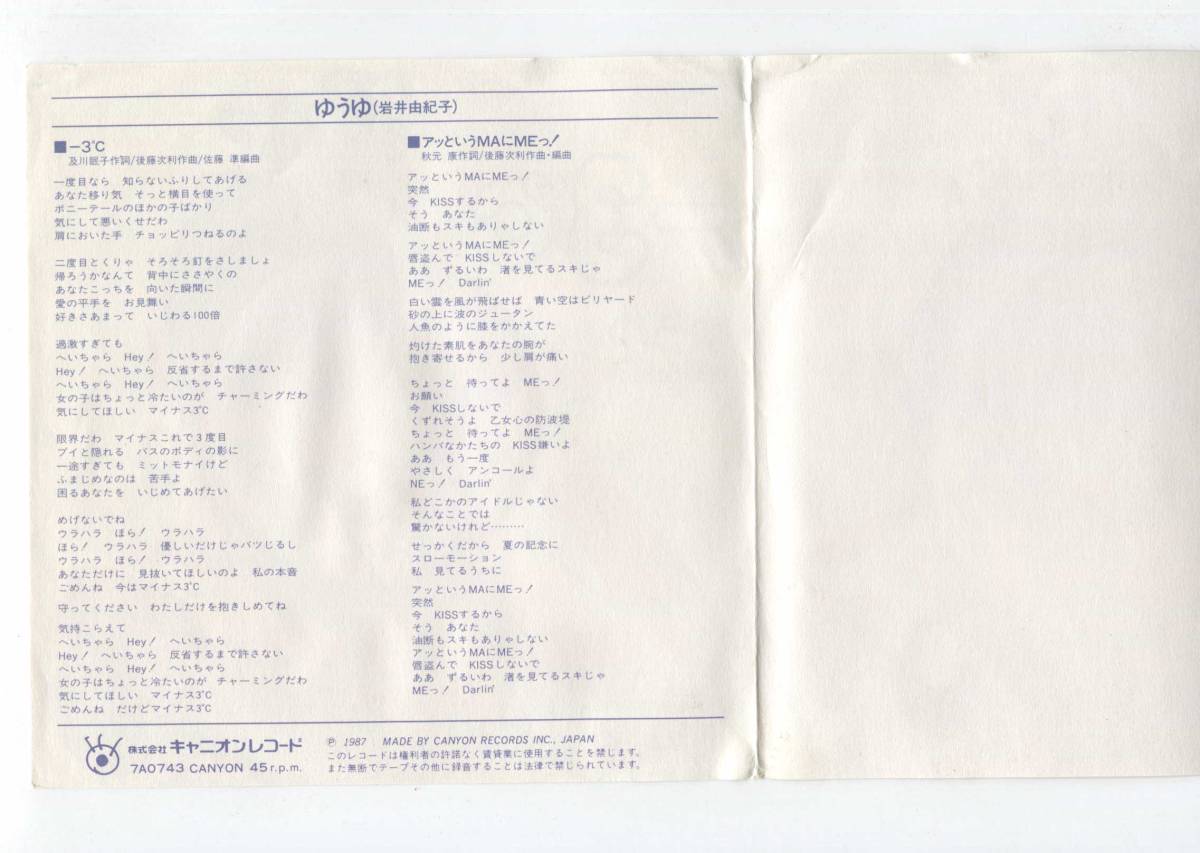 ゆうゆ(岩井由紀子)
■−3℃
及川眠子作詞/後藤次利作曲/佐藤 準編曲
一度目なら 知らないふりしてあげる
あなた移り気 そっと横目を使って
ポニーテールのほかの子ばかり
気にして悪いくせだわ
肩においた手 チョッピリつねるのよ
二度目とくりゃ そろそろ釘をさしましょ
帰ろうかなんて 背中にささやくの
あなたこっちを 向いた瞬間に
愛の平手を お見舞い
好きさあまって いじわる100倍
過激すぎても
へいちゃら Hey! へいちゃら
Hey! へいちゃら 反省するまで許さない
へいちゃら Hey! へいちゃら
女の子はちょっと冷たいのが チャーミングだわ
気にしてほしい マイナス3℃
限界だわ マイナスこれで3度目
プイと隠れる バスのボディの影に
一途すぎても ミットモナイけど
ふまじめなのは 苦手よ
困るあなたを いじめてあげたい
めげないでね
ウラハラ ほら! ウラハラ
ほら! ウラハラ 優しいだけじゃバツじるし
ウラハラ ほら! ウラハラ
あなただけに 見抜いてほしいのよ 私の本音
ごめんね 今はマイナス3℃
守ってください わたしだけを抱きしめてね
気持こらえて
へいちゃら Hey! へいちゃら
Hey! へいちゃら 反省するまで許さない
へいちゃら Hey! へいちゃら
女の子はちょっと冷たいのが チャーミングだわ
気にしてほしい マイナス3℃
ごめんね だけどマイナス3℃
■アッというMAにMEっ!
秋元 康作詞/後藤次利作曲・編曲
アッというMAにMEっ!
突然
今 KISSするから
そう あなた
油断もスキもありゃしない
アッというMAにMEっ!
唇盗んで KISSしないで
ああ ずるいわ 渚を見てるスキじゃ
MEっ! Darlin'
白い雲を風が飛ばせば 青い空はビリヤード
砂の上に波のジュータン
人魚のように膝をかかえてた
灼けた素肌をあなたの腕が
抱き寄せるから 少し肩が痛い
ちょっと 待ってよ MEっ!
お願い
今 KISSしないで
くずれそうよ 乙女心の防波堤
ちょっと 待ってよ MEっ!
ハンパなかたちの KISS嫌いよ
ああ もう一度
やさしく アンコールよ
NEっ! Darlin'
私どこかのアイドルじゃない
そんなことでは
驚かないけれど………
せっかくだから 夏の記念に
スローモーション
私 見てるうちに
アッというMAにMEっ!
突然
今 KISSするから
そう あなた
油断もスキもありゃしない
アッというMAにMEっ!
唇盗んで KISSしないで
ああ ずるいわ 渚を見てるスキじゃ
MEっ! Darlin'
株式会社 キャニオンレコード
7A0743 CANYON 45r.p.m.
Ⓟ 1987 MADE BY CANYON RECORDS INC., JAPAN
このレコードは権利者の許諾なく賃貸業に使用することを禁じます。
また無断でテープその他に録音することは法律で禁じられています。